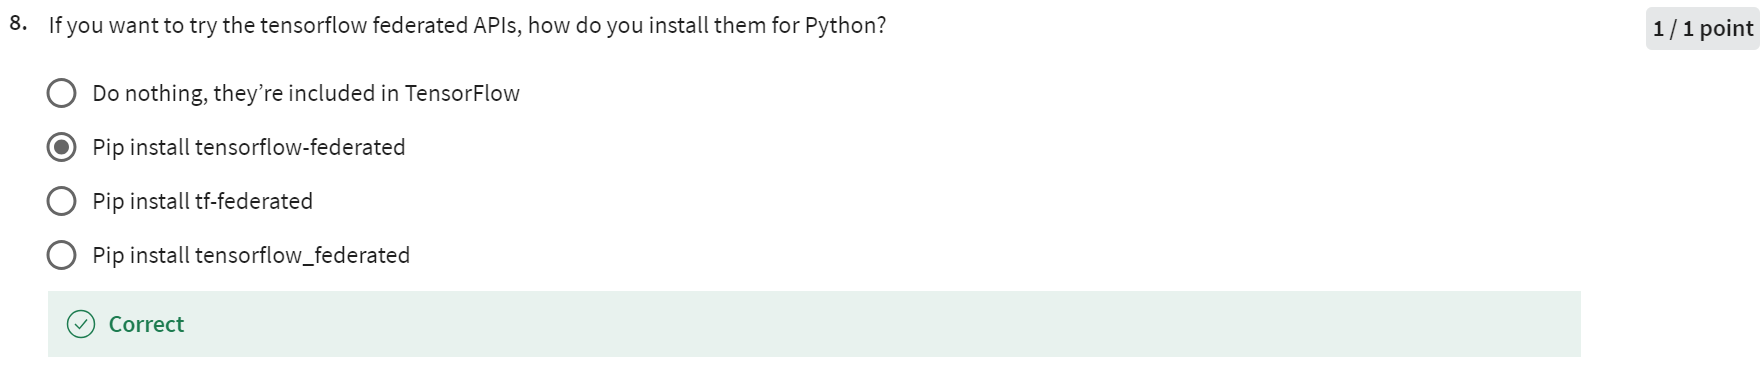 8. If you want to try the tensorflow federated APIs, how do you install them for Python?
1 / 1 point
Do nothing, they’re included in TensorFlow
Pip install tensorflow-federated
Pip install tf-federated
Pip install tensorflow_federated
Correct